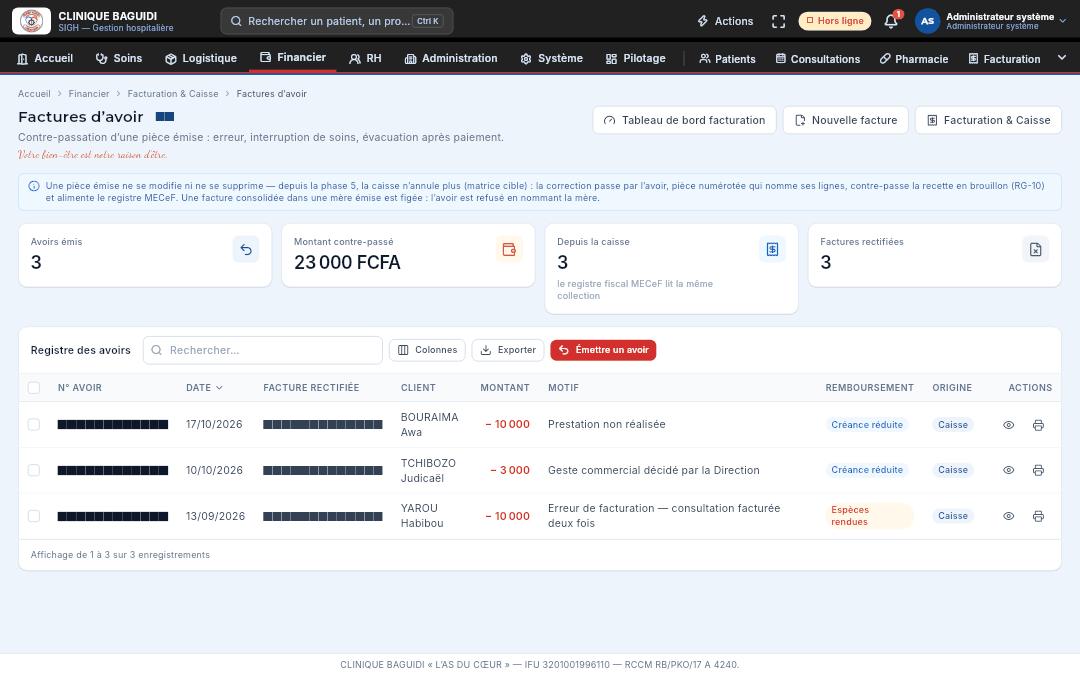 CLINIQUE BAGUIDI
SIGH — Gestion hospitalière
Rechercher un patient, un pro... Ctrl K
Actions
Hors ligne
1
AS
Administrateur système
Administrateur système
Accueil Soins Logistique Financier RH Administration Système Pilotage Patients Consultations Pharmacie Facturation
Accueil > Financier > Facturation & Caisse > Factures d'avoir
Factures d'avoir
Contre-passation d'une pièce émise : erreur, interruption de soins, évacuation après paiement.
Votre bien-être est notre raison d'être.
Tableau de bord facturation
Nouvelle facture
Facturation & Caisse
Une pièce émise ne se modifie ni ne se supprime — depuis la phase 5, la caisse n'annule plus (matrice cible) : la correction passe par l'avoir, pièce numérotée qui nomme ses lignes, contre-passe la recette en brouillon (RG-10)
et alimente le registre MECeF. Une facture consolidée dans une mère émise est figée : l'avoir est refusé en nommant la mère.
Avoirs émis
3
Montant contre-passé
23 000 FCFA
Depuis la caisse
3
le registre fiscal MECeF lit la même
collection
Factures rectifiées
3
Registre des avoirs
Rechercher...
Colonnes
Exporter
Émettre un avoir
N° AVOIR DATE FACTURE RECTIFIÉE CLIENT MONTANT MOTIF REMBOURSEMENT ORIGINE ACTIONS
17/10/2026 BOURAIMA
Awa
− 10 000 Prestation non réalisée Créance réduite Caisse
10/10/2026 TCHIBOZO
Judicaël
− 3 000 Geste commercial décidé par la Direction Créance réduite Caisse
13/09/2026 YAROU
Habibou
− 10 000 Erreur de facturation — consultation facturée
deux fois
Espèces
rendues
Caisse
Affichage de 1 à 3 sur 3 enregistrements
CLINIQUE BAGUIDI « L'AS DU CŒUR » — IFU 3201001996110 — RCCM RB/PKO/17 A 4240.